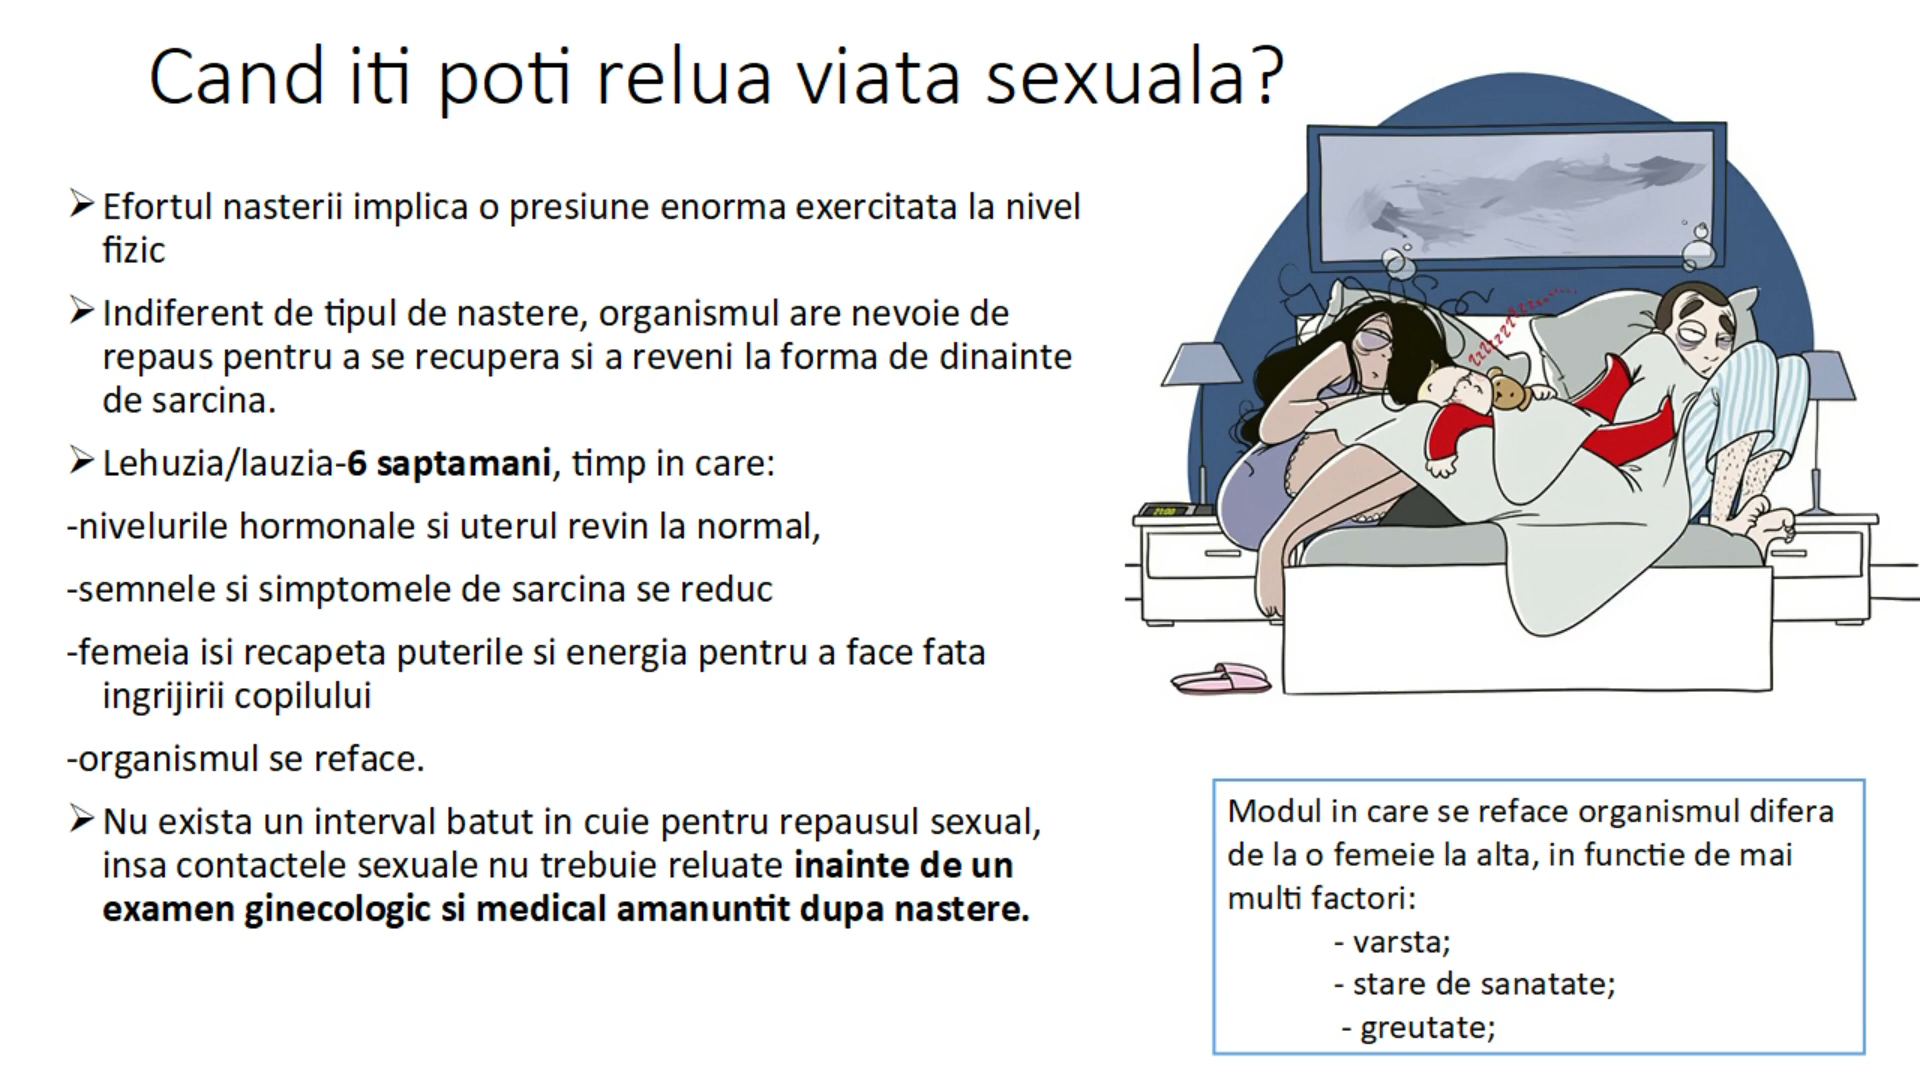 Cand iti poti relua viata sexuala?
➢ Efortul nasterii implica o presiune enorma exercitata la nivel
fizic
➢ Indiferent de tipul de nastere, organismul are nevoie de
repaus pentru a se recupera si a reveni la forma de dinainte
de sarcina.
➢ Lehuzia/lauzia-6 saptamani, timp in care:
-nivelurile hormonale si uterul revin la normal,
-semnele si simptomele de sarcina se reduc
-femeia isi recapeta puterile si energia pentru a face fata
ingrijirii copilului
-organismul se reface.
➢ Nu exista un interval batut in cuie pentru repausul sexual,
insa contactele sexuale nu trebuie reluate inainte de un
examen ginecologic si medical amanuntit dupa nastere.
Modul in care se reface organismul difera
de la o femeie la alta, in functie de mai
multi factori:
- varsta;
- stare de sanatate;
- greutate;